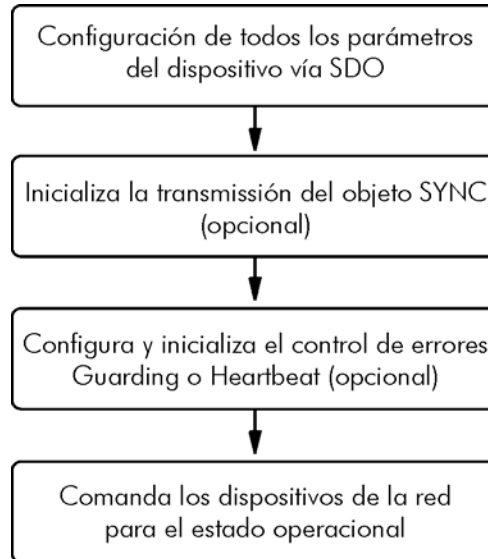 Configuración de todos los parámetros
del dispositivo vía SDO
Inicializa la transmissión del objeto SYNC
(opcional)
Configura y inicializa el control de errores
Guarding o Heartbeat (opcional)
Comanda los dispositivos de la red
para el estado operacional